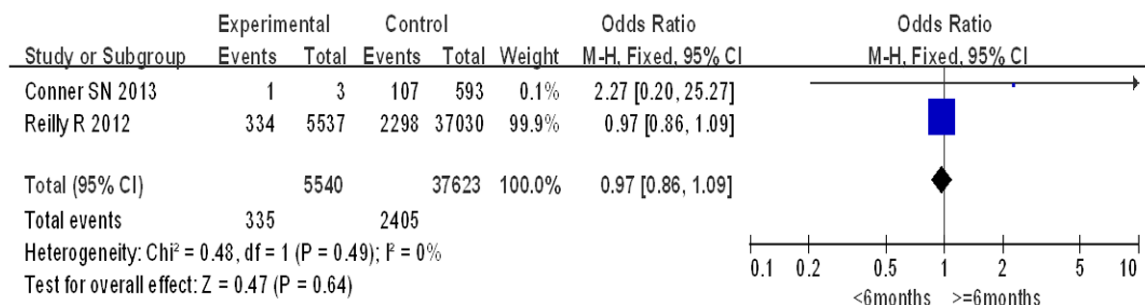 Experimental Control Odds Ratio Odds Ratio
Study or Subgroup Events Total Events Total Weight M-H, Fixed, 95% CI M-H, Fixed, 95% CI
Conner SN 2013 1 3 107 593 0.1% 2.27 [0.20, 25.27]
Reilly R 2012 334 5537 2298 37030 99.9% 0.97 [0.86, 1.09]
Total (95% CI) 5540 37623 100.0% 0.97 [0.86, 1.09]
Total events 335 2405
Heterogeneity: Chi² = 0.48, df = 1 (P = 0.49); I² = 0%
Test for overall effect: Z = 0.47 (P = 0.64)
0.1 0.2 0.5 1 2 5 10
<6months >=6months